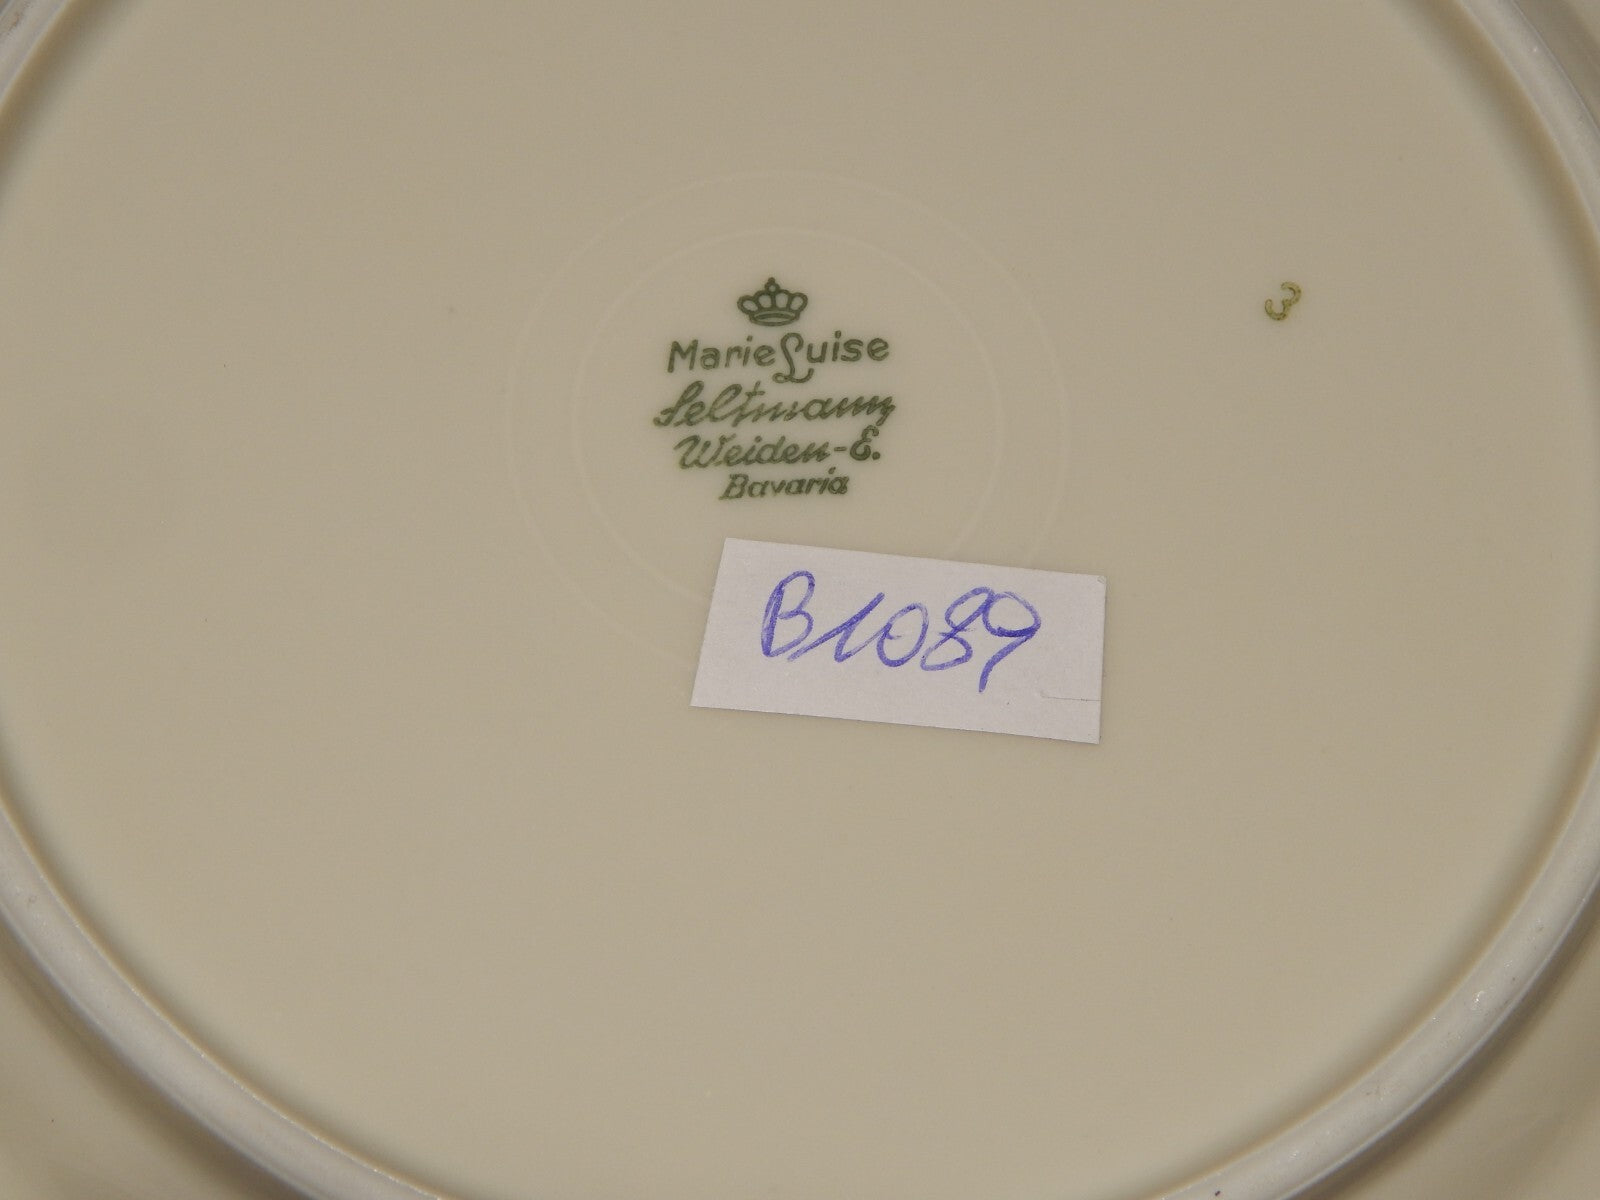 Marie Luise
Seltmann
Weiden-E.
Bavaria
3
B1089